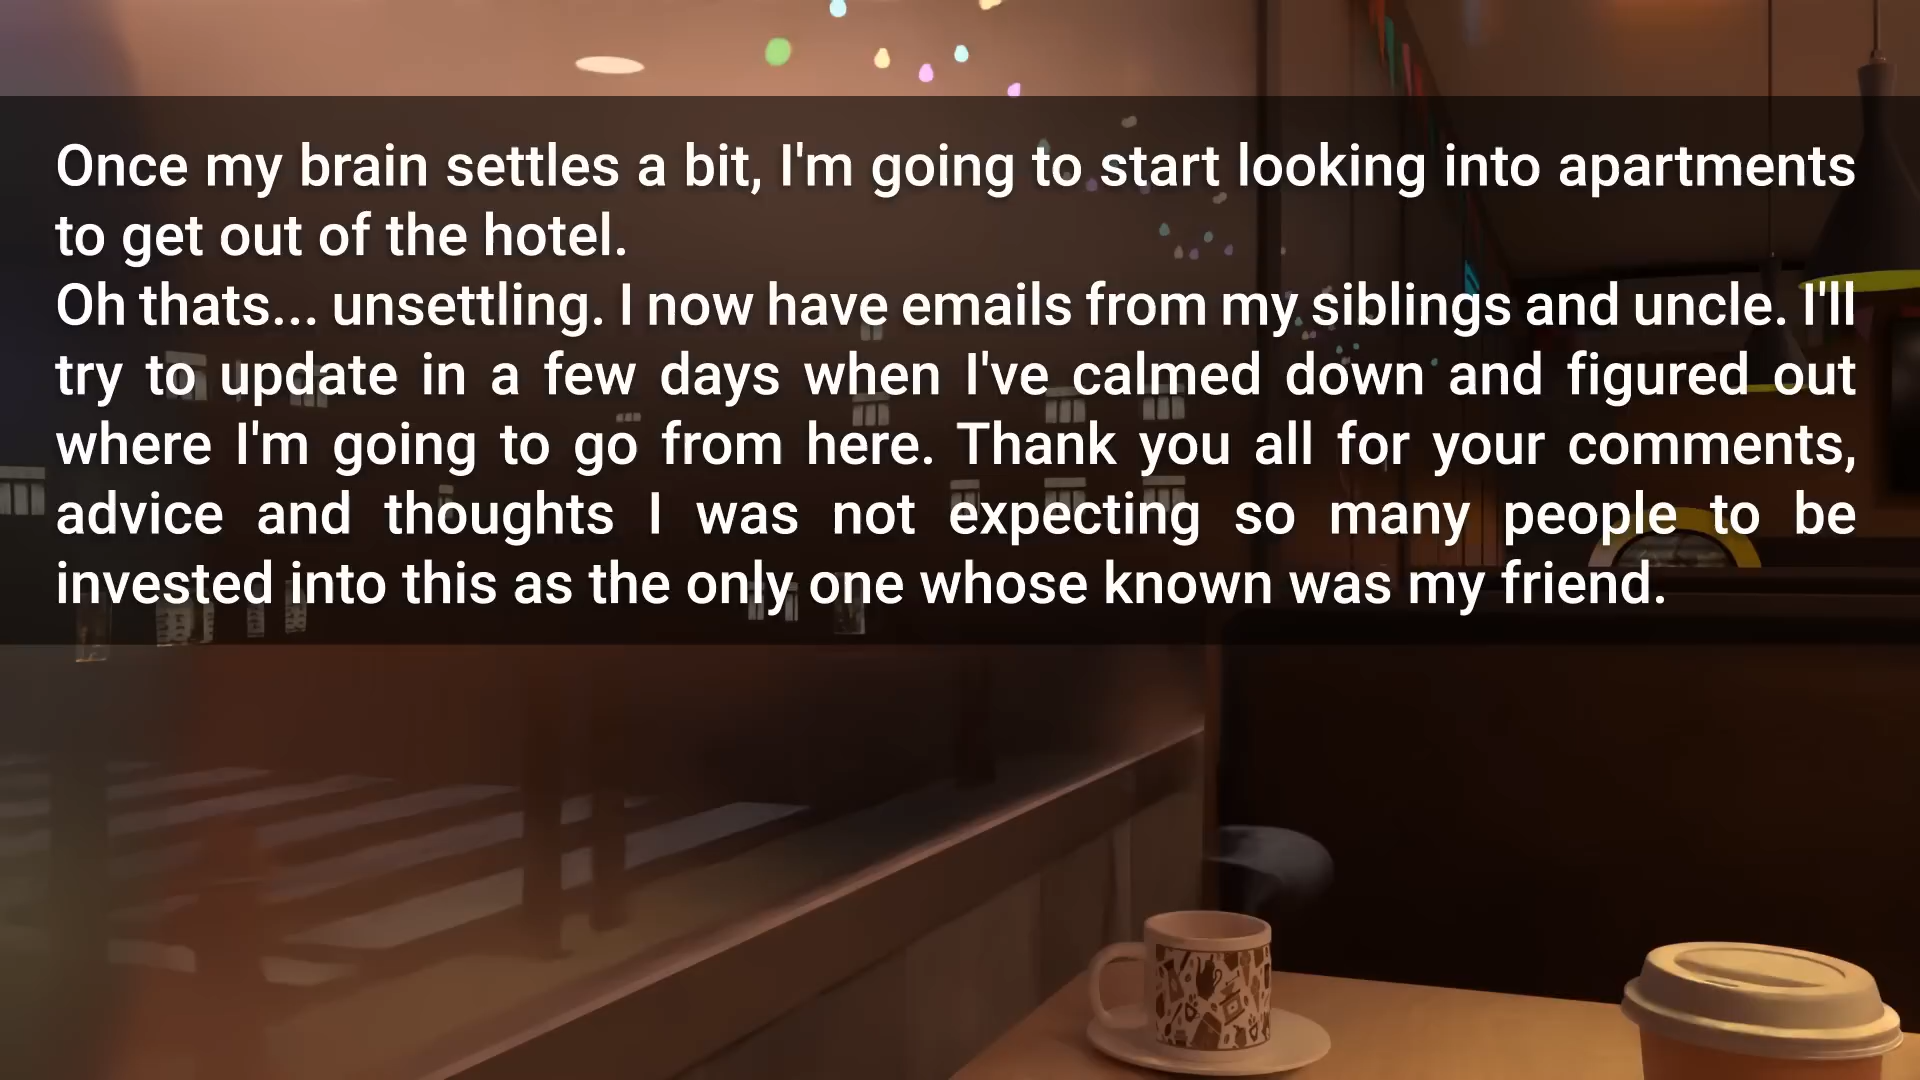 Once my brain settles a bit, I'm going to start looking into apartments
to get out of the hotel.
Oh thats... unsettling. I now have emails from my siblings and uncle. I'll
try to update in a few days when I've calmed down and figured out
where I'm going to go from here. Thank you all for your comments,
advice and thoughts I was not expecting so many people to be
invested into this as the only one whose known was my friend.